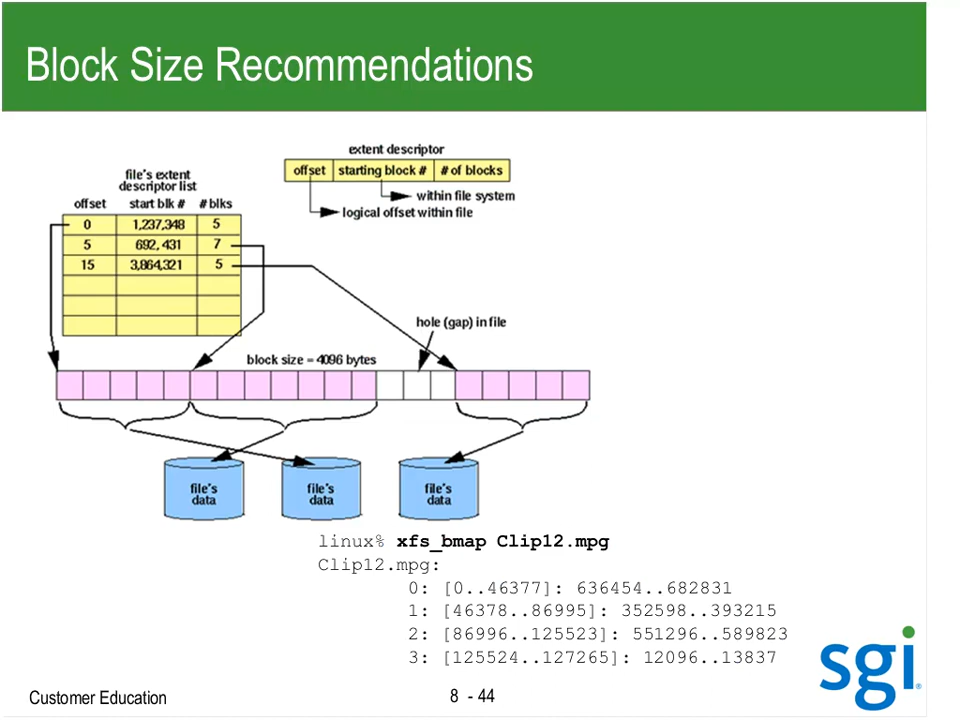 Block Size Recommendations
extent descriptor
offset starting block # # of blocks
within file system
logical offset within file
file's extent
descriptor list
offset start blk # # blks
0 1,237,348 5
5 692,431 7
15 3,864,321 5
hole (gap) in file
block size = 4096 bytes
file's
data
file's
data
file's
data
linux% xfs_bmap Clip12.mpg
Clip12.mpg:
0: [0..46377]: 636454..682831
1: [46378..86995]: 352598..393215
2: [86996..125523]: 551296..589823
3: [125524..127265]: 12096..13837
sgi®
Customer Education
8 - 44